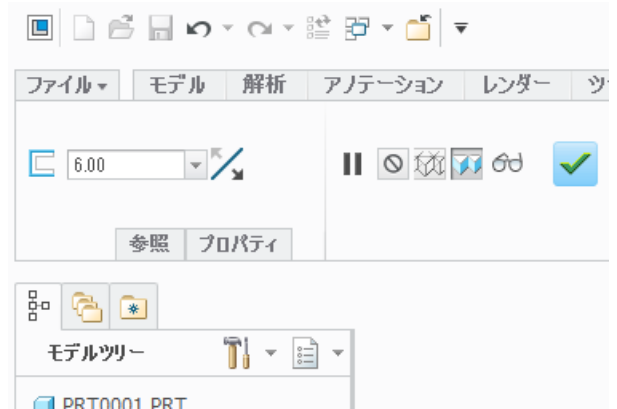 ファイル▼ モデル 解析 アノテーション レンダー ツ
6.00
参照 プロパティ
モデルツリー
PRT0001.PRT